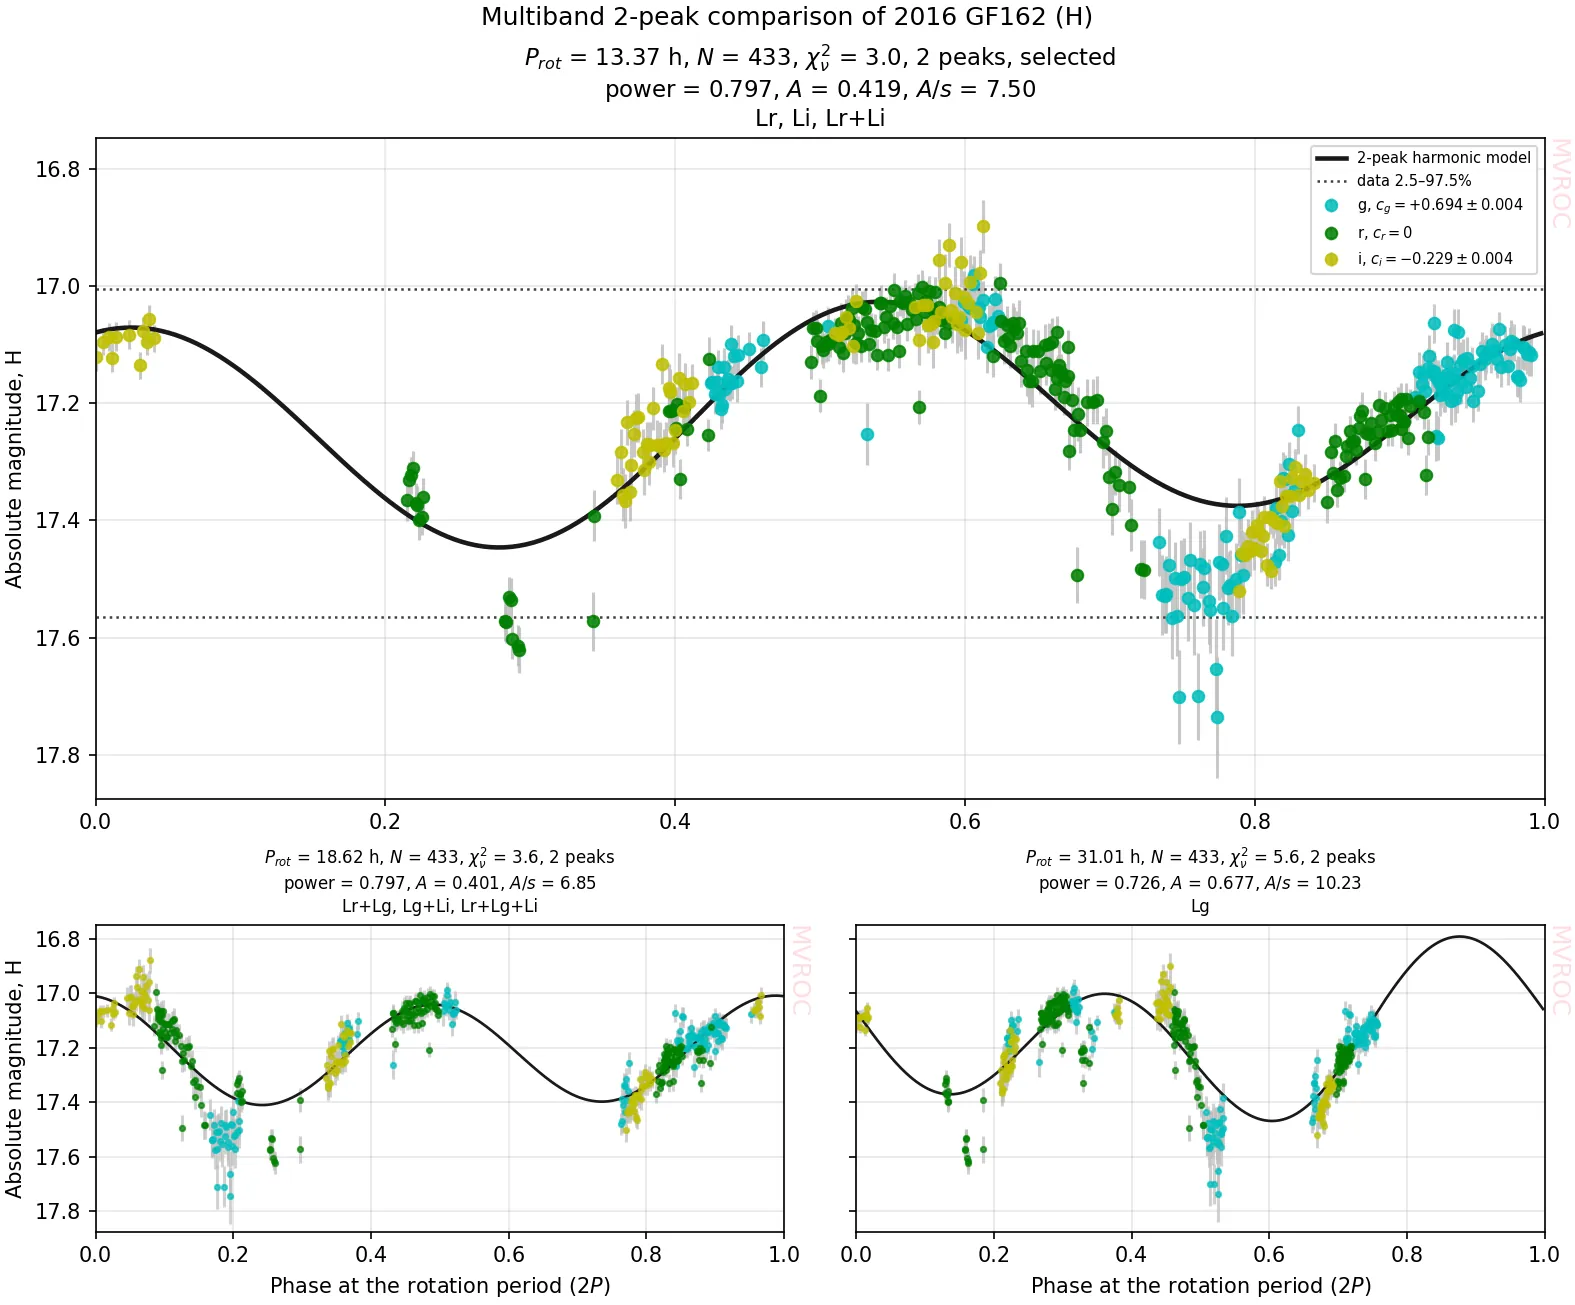 Multiband 2-peak comparison of 2016 GF162 (H)
P_rot = 13.37 h, N = 433, χ²_ν = 3.0, 2 peaks, selected
power = 0.797, A = 0.419, A/s = 7.50
Lr, Li, Lr+Li
2-peak harmonic model
data 2.5–97.5%
g, c_g = +0.694 ± 0.004
r, c_r = 0
i, c_i = −0.229 ± 0.004
MVROC
Absolute magnitude, H
16.8
17.0
17.2
17.4
17.6
17.8
0.0 0.2 0.4 0.6 0.8 1.0
P_rot = 18.62 h, N = 433, χ²_ν = 3.6, 2 peaks
power = 0.797, A = 0.401, A/s = 6.85
Lr+Lg, Lg+Li, Lr+Lg+Li
MVROC
Absolute magnitude, H
16.8
17.0
17.2
17.4
17.6
17.8
0.0 0.2 0.4 0.6 0.8 1.0
Phase at the rotation period (2P)
P_rot = 31.01 h, N = 433, χ²_ν = 5.6, 2 peaks
power = 0.726, A = 0.677, A/s = 10.23
Lg
MVROC
0.0 0.2 0.4 0.6 0.8 1.0
Phase at the rotation period (2P)